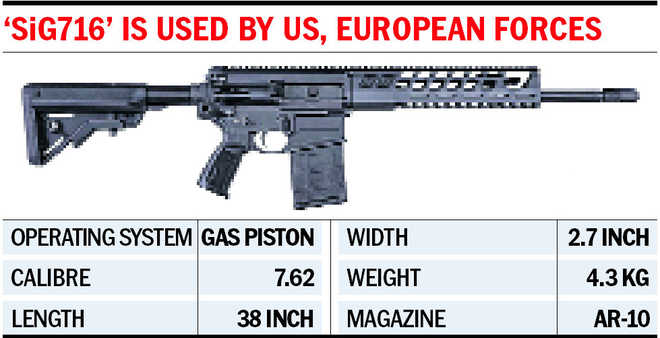 ‘SiG716’ IS USED BY US, EUROPEAN FORCES
OPERATING SYSTEM GAS PISTON WIDTH 2.7 INCH
CALIBRE 7.62 WEIGHT 4.3 KG
LENGTH 38 INCH MAGAZINE AR-10